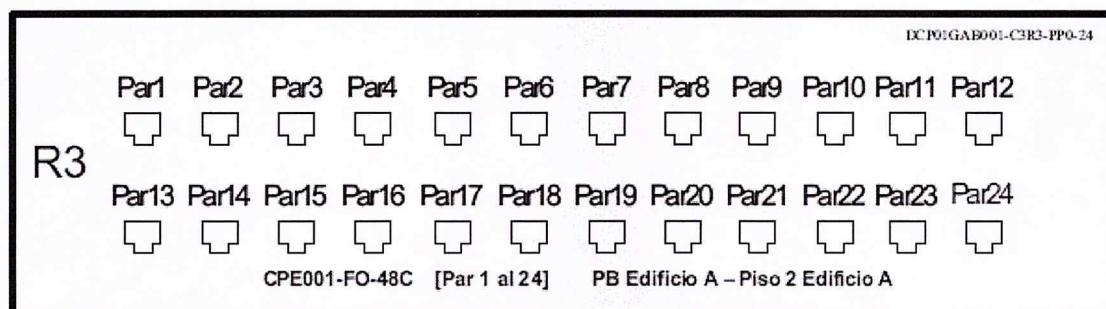 DCP01GAB001-C3R3-PP0-24
Par1 Par2 Par3 Par4 Par5 Par6 Par7 Par8 Par9 Par10 Par11 Par12
R3
Par13 Par14 Par15 Par16 Par17 Par18 Par19 Par20 Par21 Par22 Par23 Par24
CPE001-FO-48C [Par 1 al 24] PB Edificio A – Piso 2 Edificio A